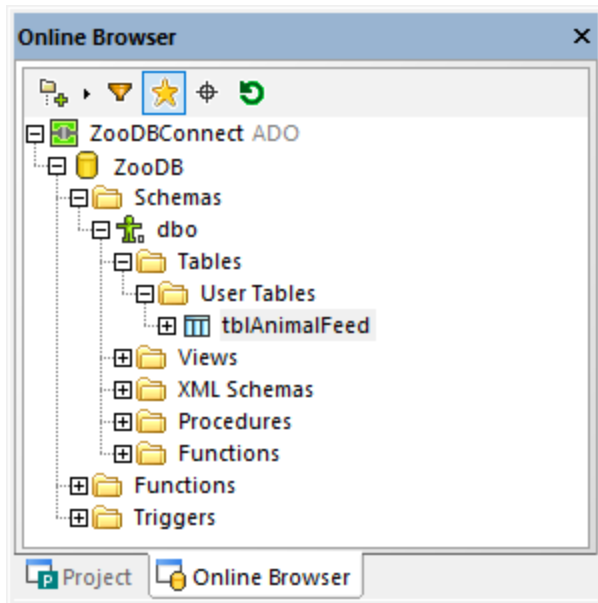 Online Browser
ZooDBConnect ADO
ZooDB
Schemas
dbo
Tables
User Tables
tblAnimalFeed
Views
XML Schemas
Procedures
Functions
Functions
Triggers
Project Online Browser